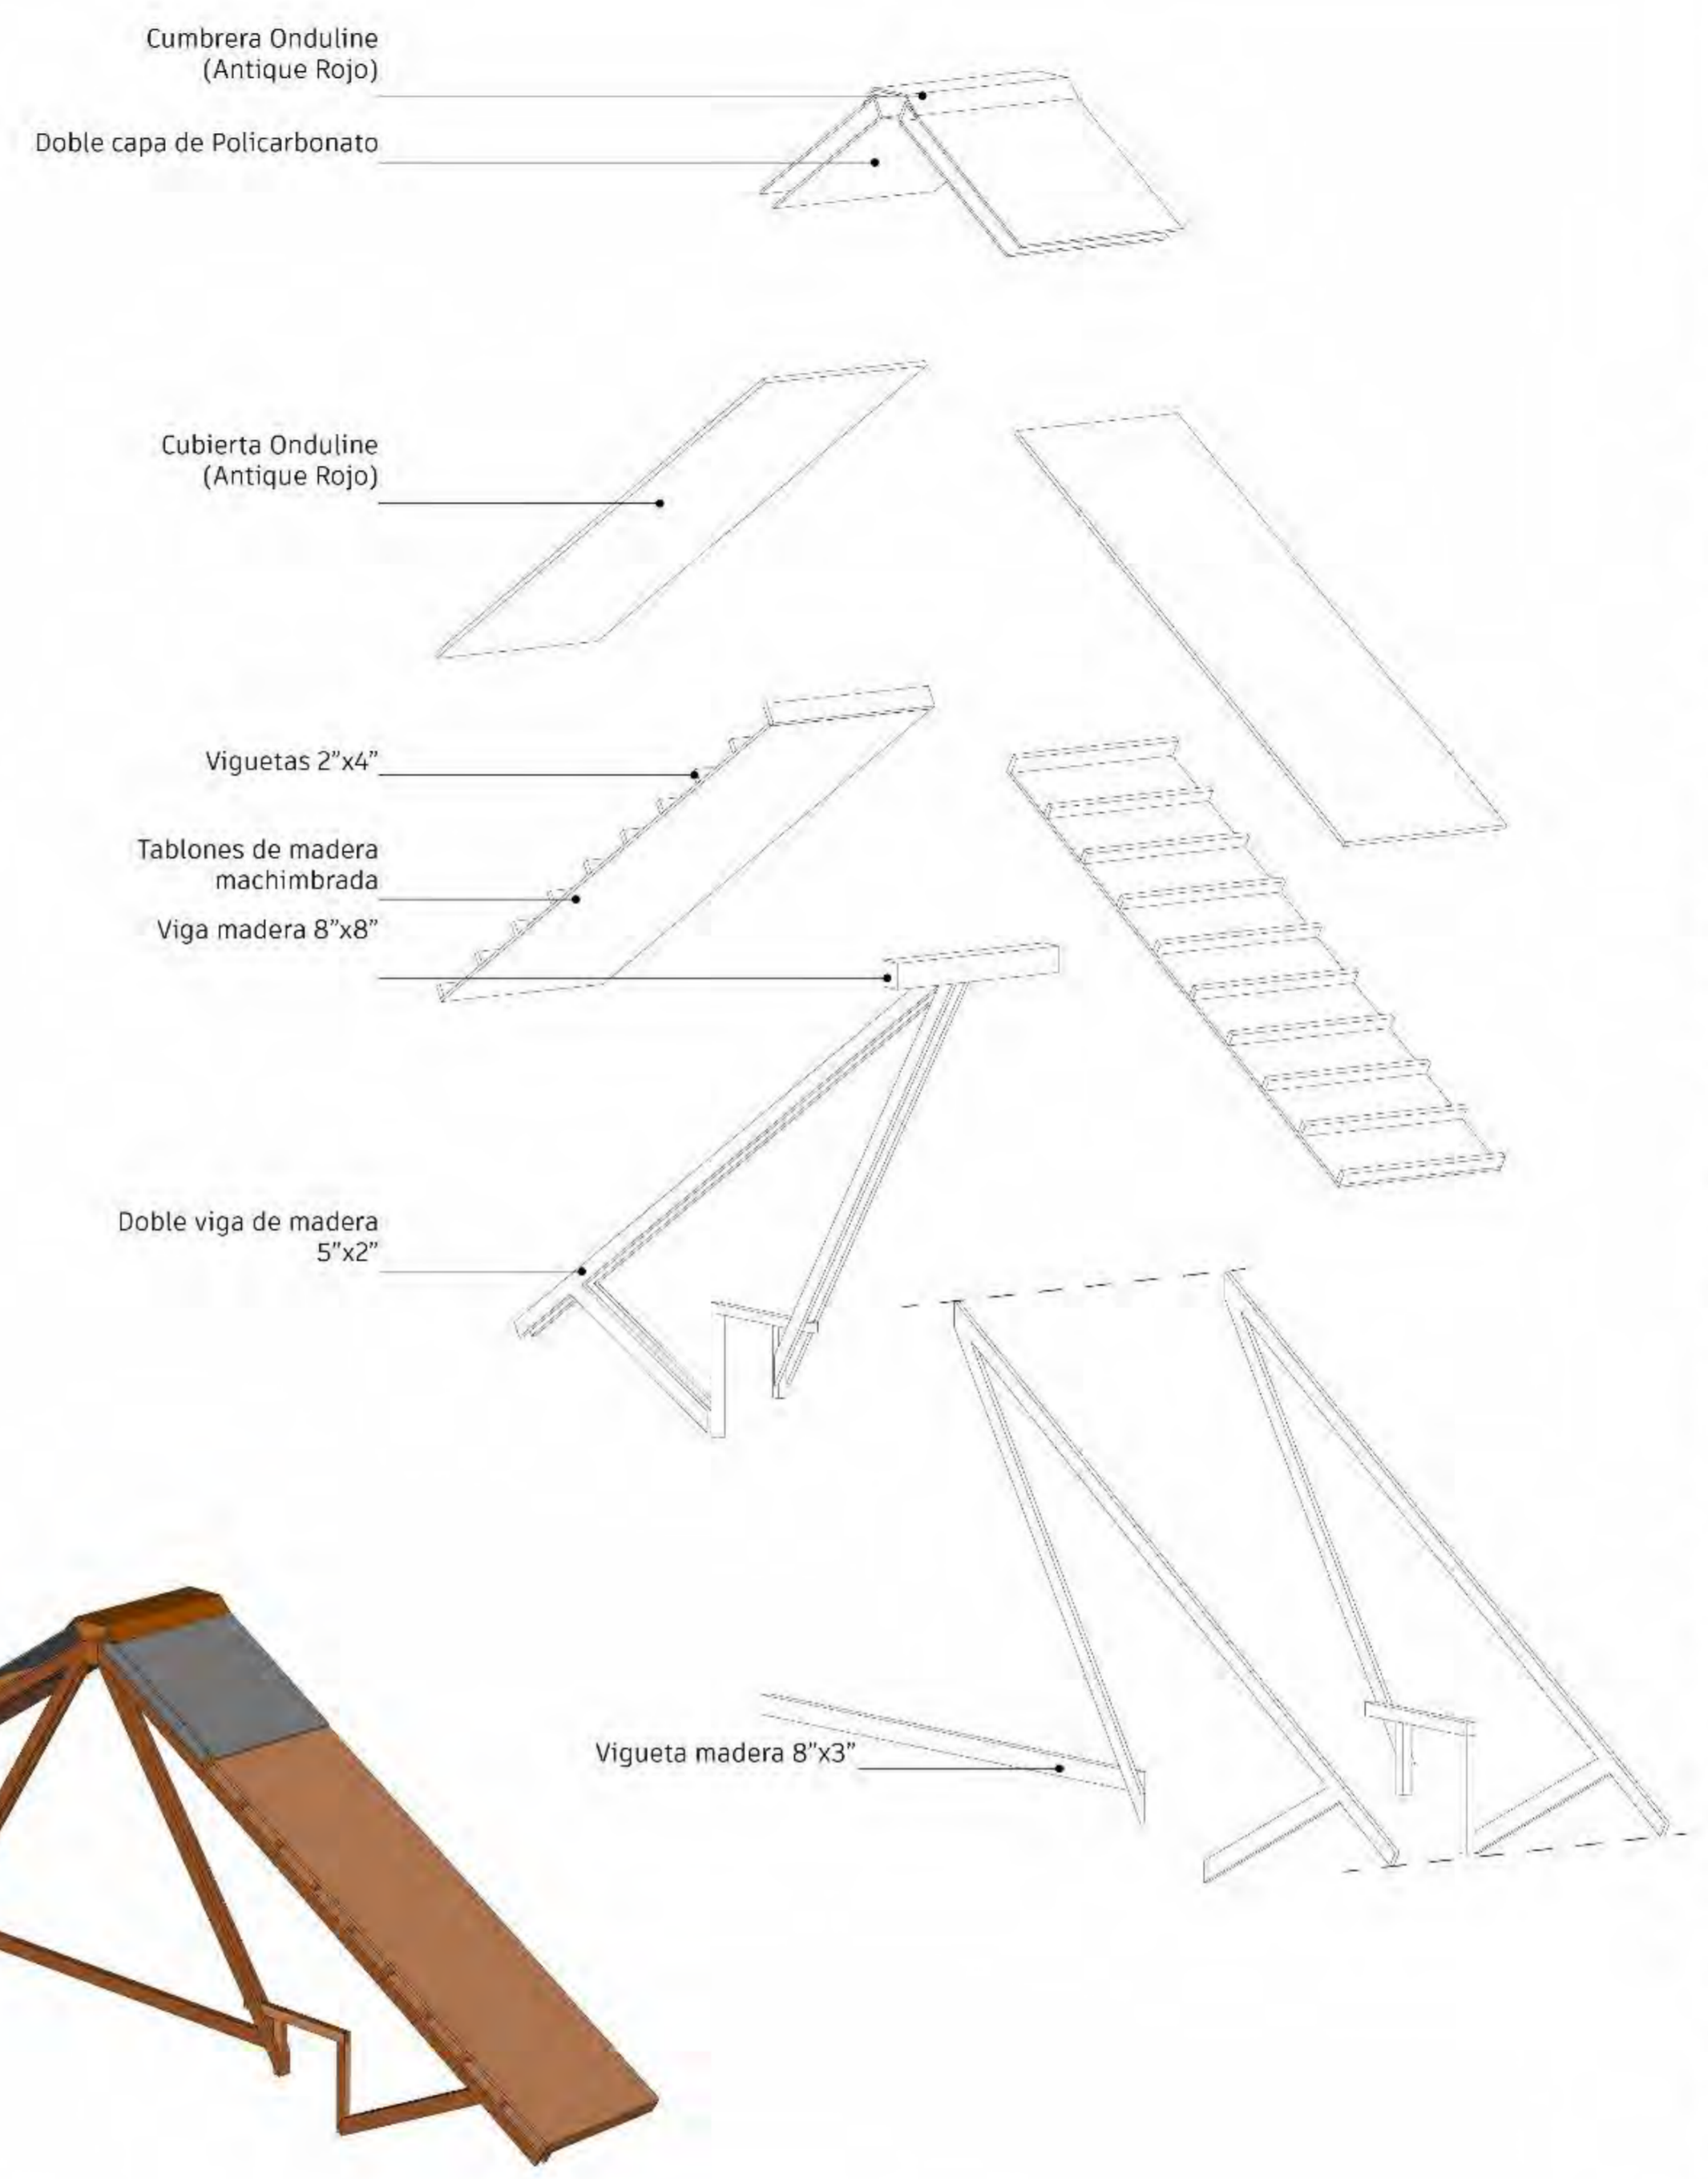 Cumbrera Onduline
(Antique Rojo)
Doble capa de Policarbonato
Cubierta Onduline
(Antique Rojo)
Viguetas 2”x4”
Tablones de madera
machimbrada
Viga madera 8”x8”
Doble viga de madera
5”x2”
Vigueta madera 8”x3”